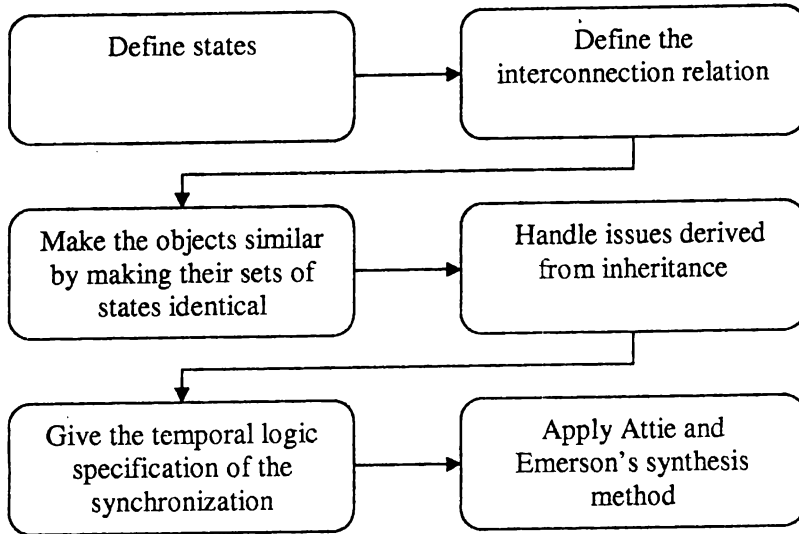 Define states
Define the
interconnection relation
Make the objects similar
by making their sets of
states identical
Handle issues derived
from inheritance
Give the temporal logic
specification of the
synchronization
Apply Attie and
Emerson's synthesis
method